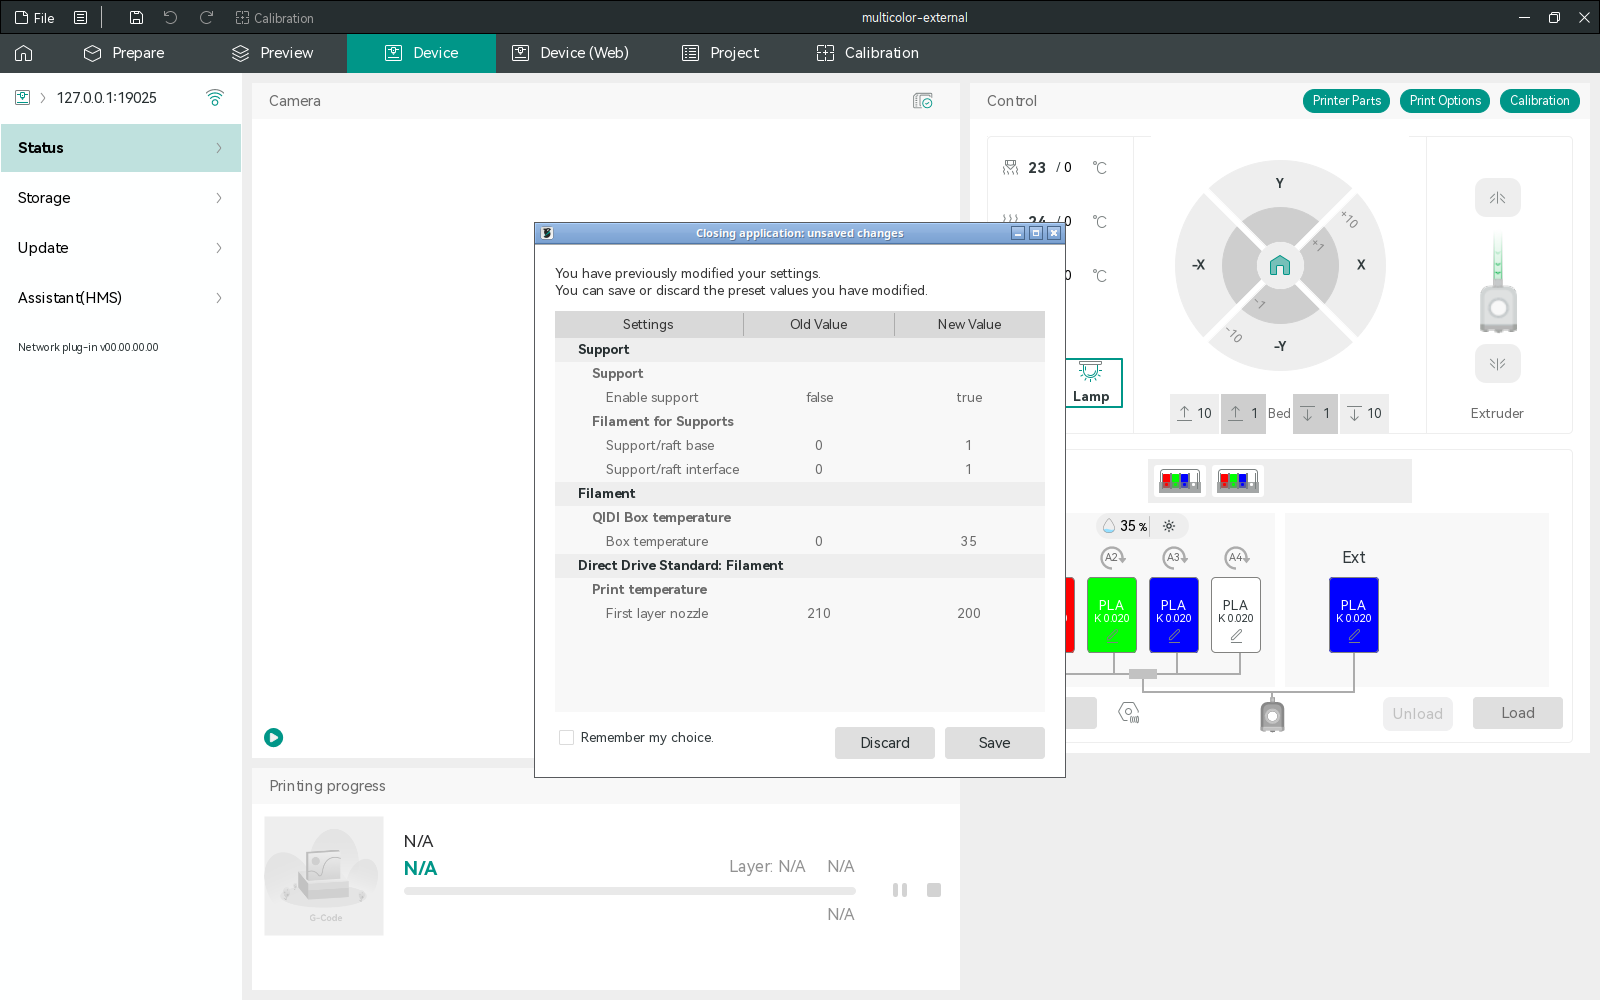 File
Calibration
multicolor-external
Prepare
Preview
Device
Device (Web)
Project
Calibration
127.0.0.1:19025
Status
Storage
Update
Assistant(HMS)
Network plug-in v00.00.00.00
Camera
Control
Printer Parts
Print Options
Calibration
23 / 0 °C
24 / 0 °C
0 °C
Lamp
Y
+10
+1
-X
X
-1
-10
-Y
10
1
Bed
1
10
Extruder
Closing application: unsaved changes
You have previously modified your settings.
You can save or discard the preset values you have modified.
Settings Old Value New Value
Support
Support
Enable support false true
Filament for Supports
Support/raft base 0 1
Support/raft interface 0 1
Filament
QIDI Box temperature
Box temperature 0 35
Direct Drive Standard: Filament
Print temperature
First layer nozzle 210 200
Remember my choice.
Discard
Save
35 %
A2
A3
A4
Ext
PLA
K 0.020
PLA
K 0.020
PLA
K 0.020
PLA
K 0.020
Unload
Load
Printing progress
G-Code
N/A
N/A
Layer: N/A
N/A
N/A